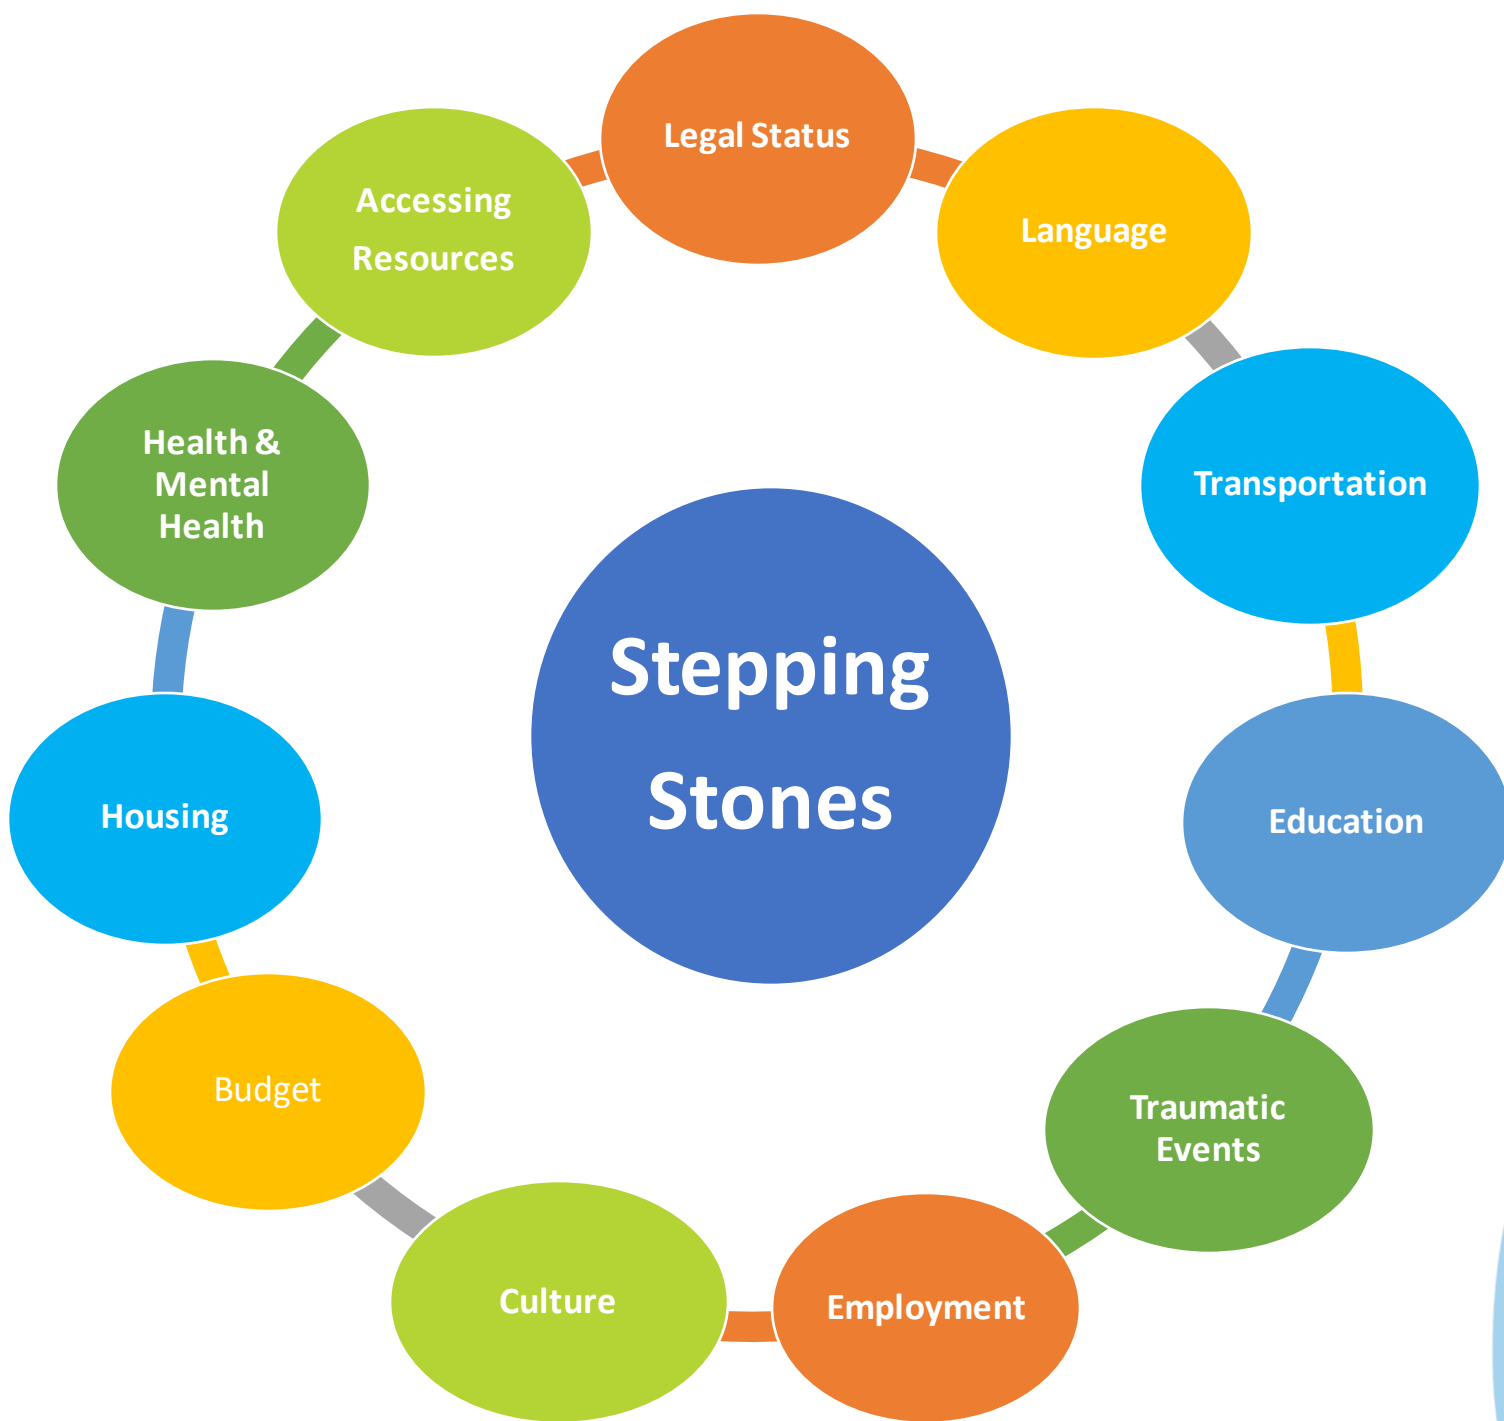 Legal Status
Language
Transportation
Education
Traumatic
Events
Employment
Culture
Budget
Housing
Health &
Mental
Health
Accessing
Resources
Stepping
Stones